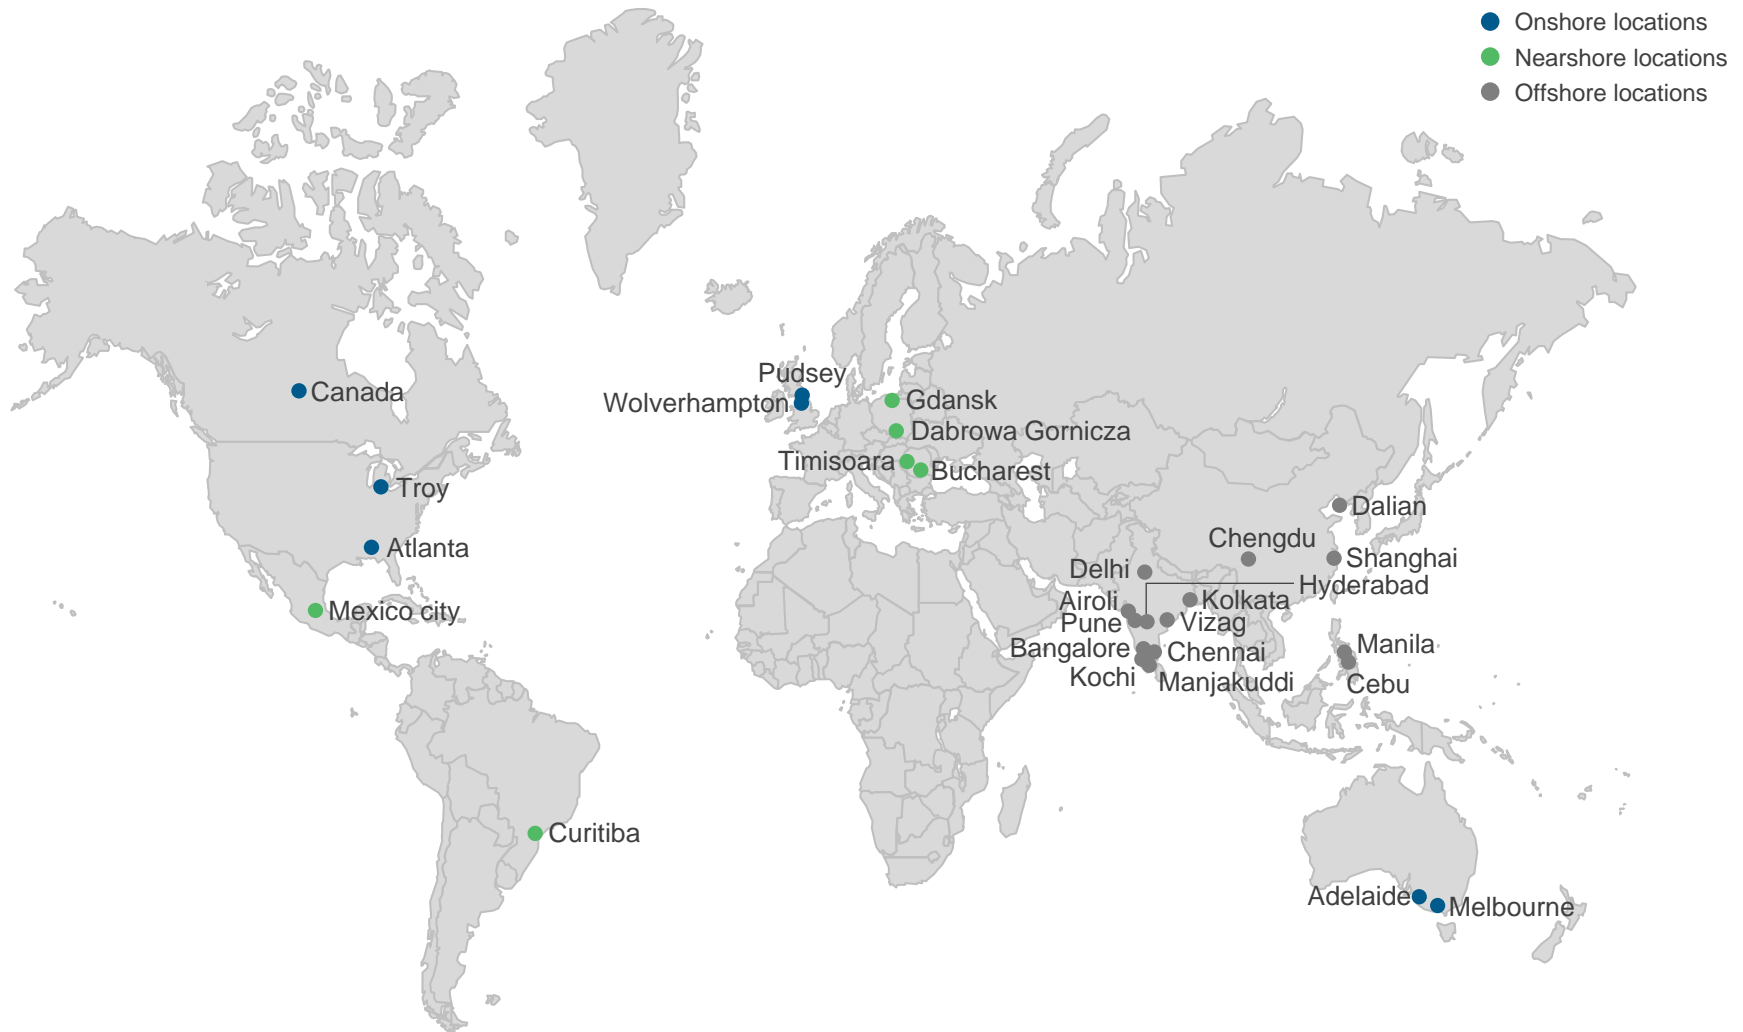 Onshore locations
Nearshore locations
Offshore locations
Pudsey
Canada
Wolverhampton
Gdansk
Dabrowa Gornicza
Timisoara
Bucharest
Troy
Dalian
Atlanta
Chengdu
Shanghai
Delhi
Hyderabad
Airoli
Kolkata
Mexico city
Pune
Vizag
Manila
Bangalore
Chennai
Kochi
Manjakuddi
Cebu
Curitiba
Adelaide
Melbourne